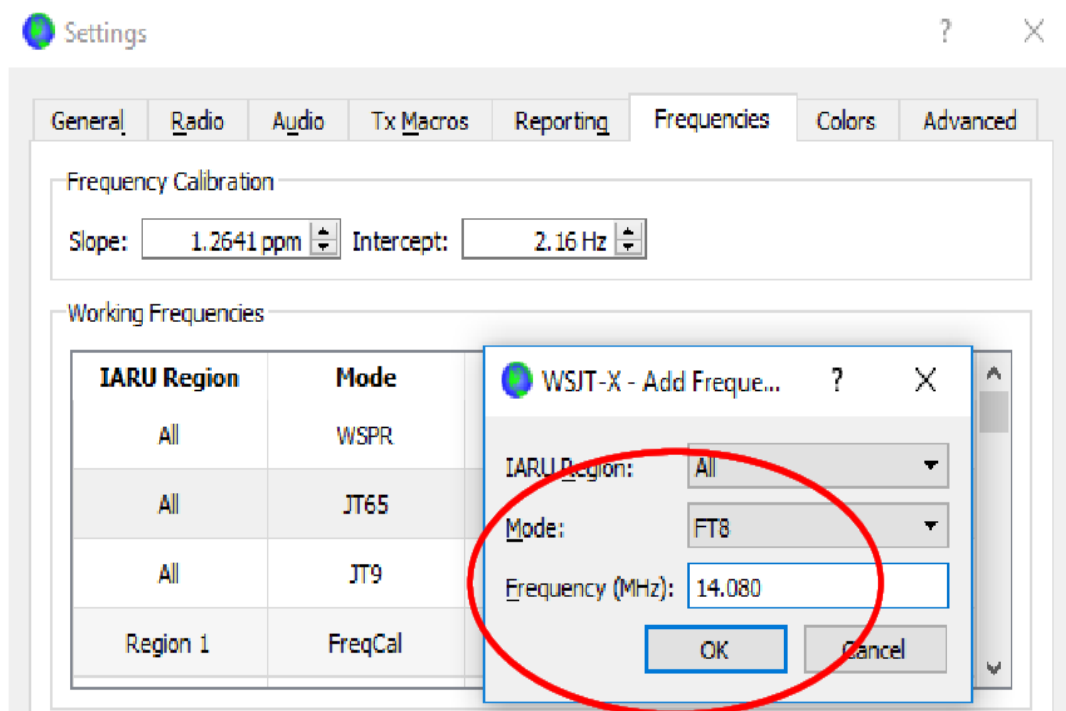 Settings
?
General Radio Audio Tx Macros Reporting Frequencies Colors Advanced
Frequency Calibration
Slope: 1.2641 ppm Intercept: 2.16 Hz
Working Frequencies
IARU Region Mode
All WSPR
All JT65
All JT9
Region 1 FreqCal
WSJT-X - Add Freque... ?
IARU Region: All
Mode: FT8
Frequency (MHz): 14.080
OK Cancel